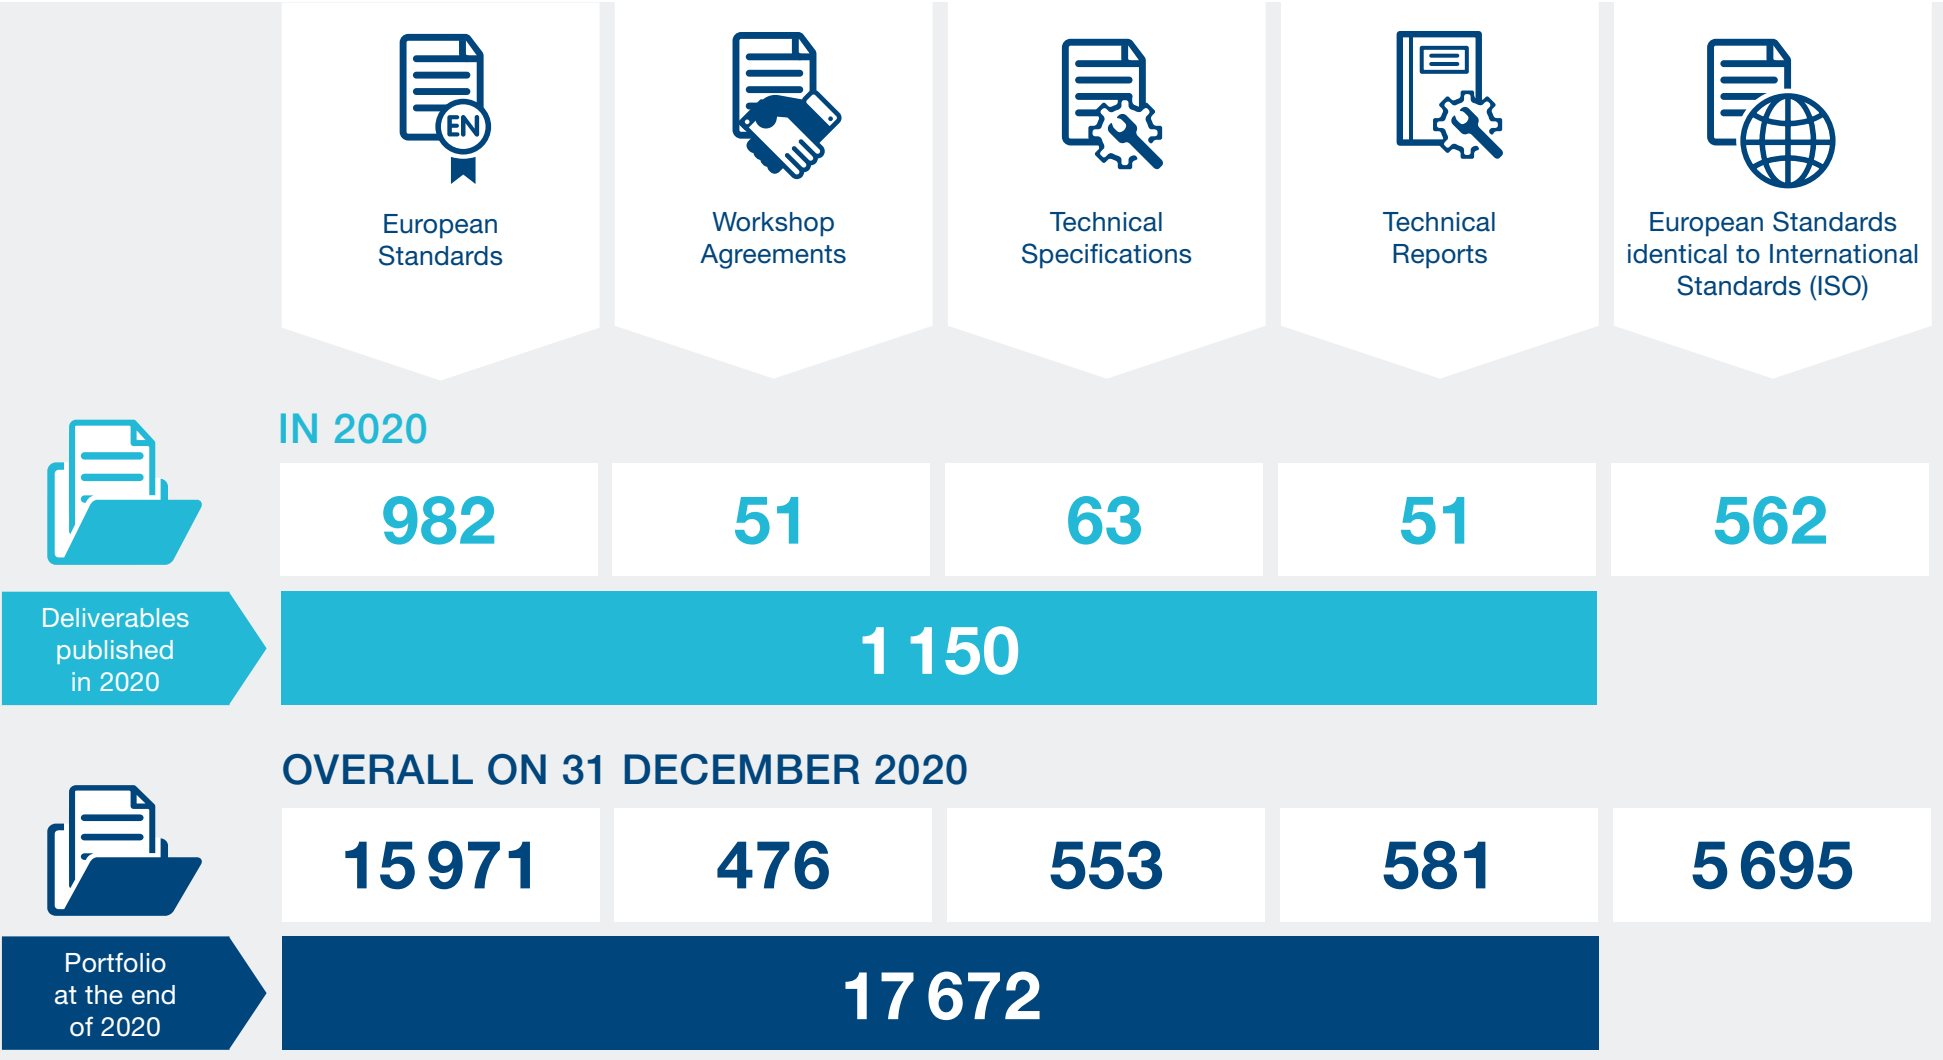 EN
European
Standards
Workshop
Agreements
Technical
Specifications
Technical
Reports
European Standards
identical to International
Standards (ISO)
IN 2020
982
51
63
51
562
Deliverables
published
in 2020
1 150
OVERALL ON 31 DECEMBER 2020
15 971
476
553
581
5 695
Portfolio
at the end
of 2020
17 672